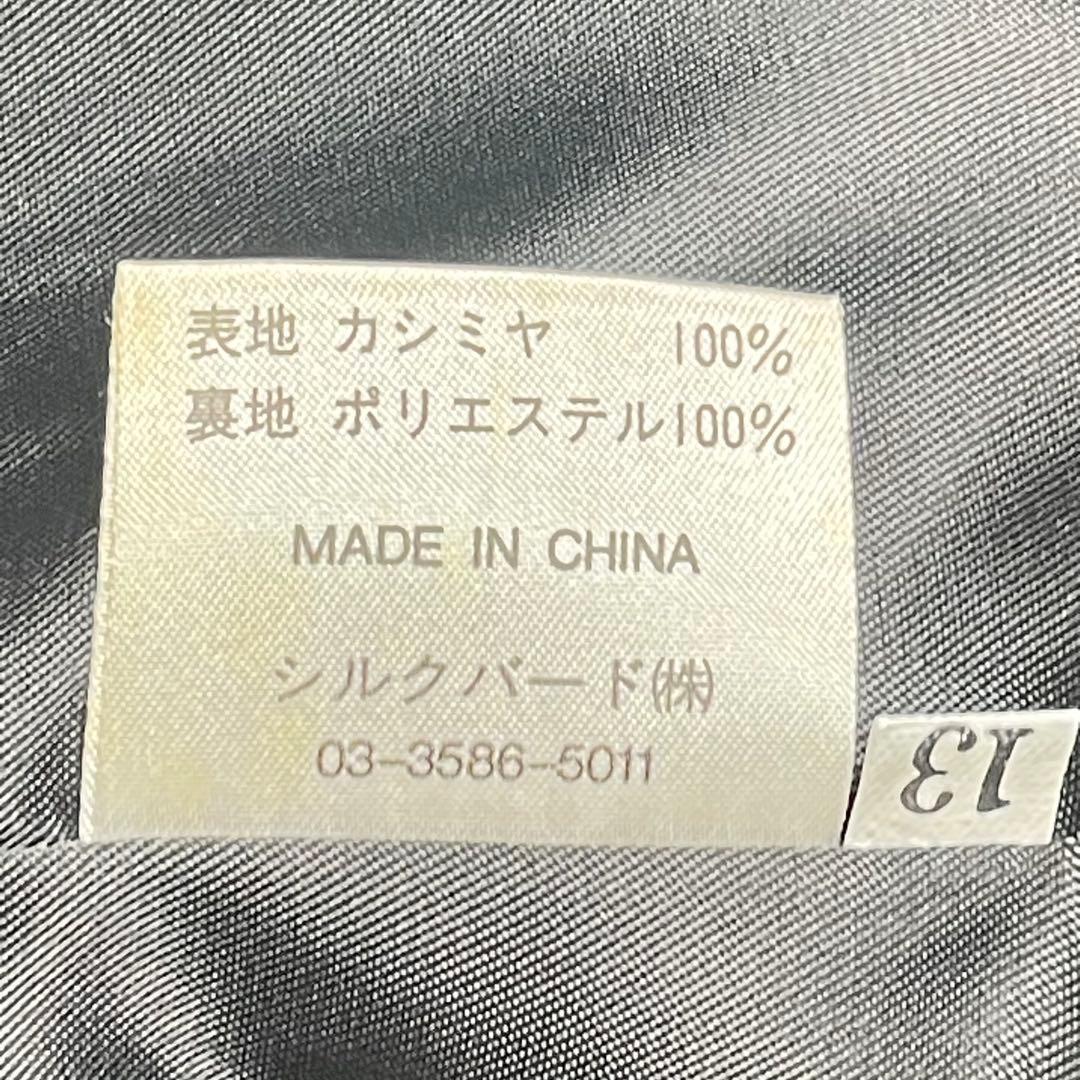 表地 カシミヤ 100%
裏地 ポリエステル100%
MADE IN CHINA
シルクバード㈱
03-3586-5011
13